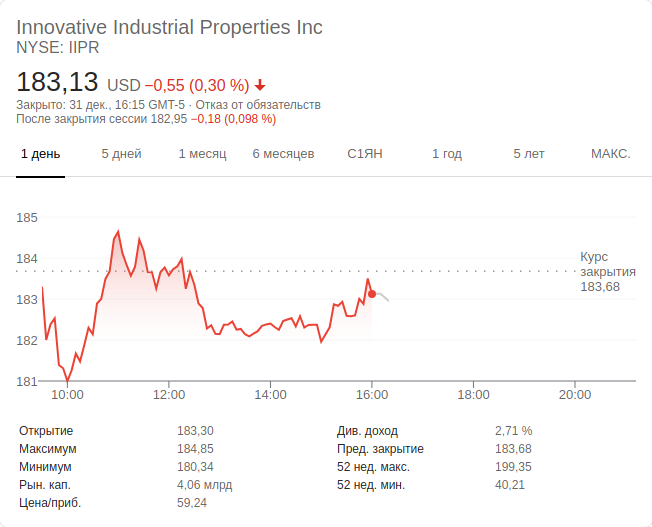 Innovative Industrial Properties Inc
NYSE: IIPR
183,13 USD −0,55 (0,30 %)
Закрыто: 31 дек., 16:15 GMT-5 · Отказ от обязательств
После закрытия сессии 182,95 −0,18 (0,098 %)
1 день 5 дней 1 месяц 6 месяцев С1ЯН 1 год 5 лет МАКС.
185
184
183
182
181
Курс
закрытия
183,68
10:00 12:00 14:00 16:00 18:00 20:00
Открытие 183,30 Див. доход 2,71 %
Максимум 184,85 Пред. закрытие 183,68
Минимум 180,34 52 нед. макс. 199,35
Рын. кап. 4,06 млрд 52 нед. мин. 40,21
Цена/приб. 59,24